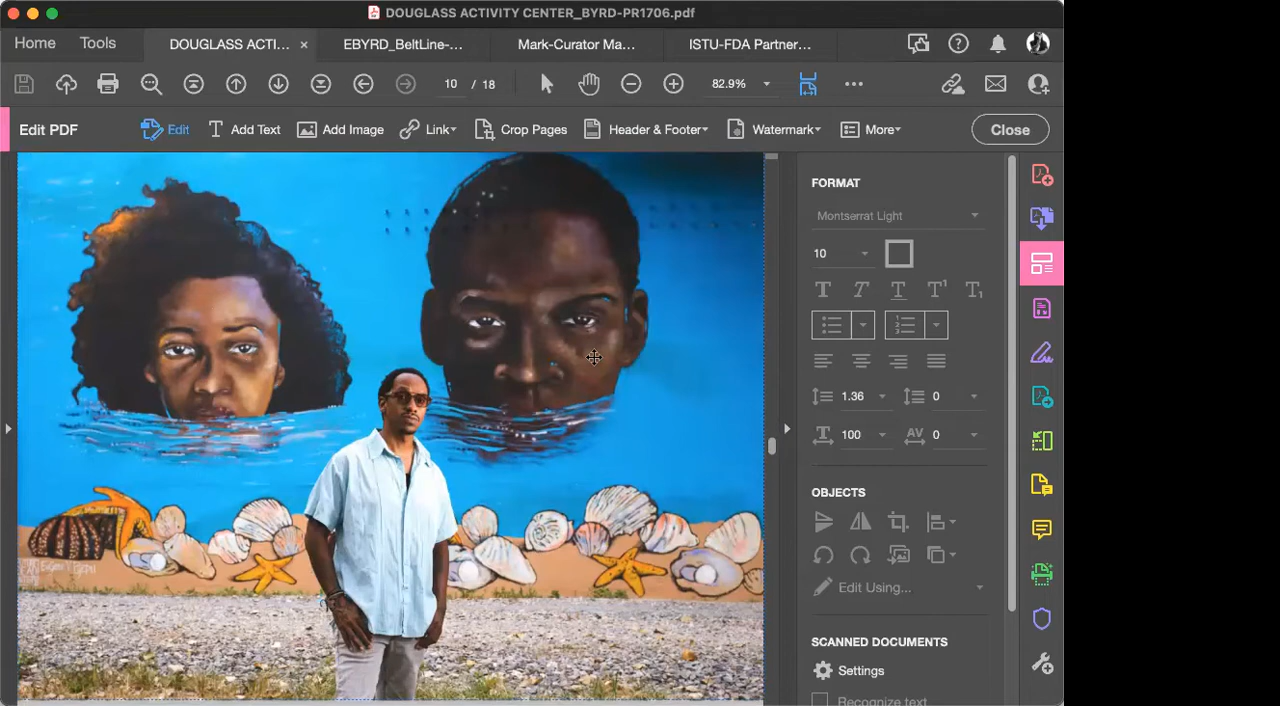 DOUGLASS ACTIVITY CENTER_BYRD-PR1706.pdf
Home Tools DOUGLASS ACTI... × EBYRD_BeltLine-... Mark-Curator Ma... ISTU-FDA Partner...
10 / 18 82.9%
Edit PDF Edit Add Text Add Image Link Crop Pages Header & Footer Watermark More Close
FORMAT
Montserrat Light
10
1.36 0
100 0
OBJECTS
Edit Using...
SCANNED DOCUMENTS
Settings
Recognize text